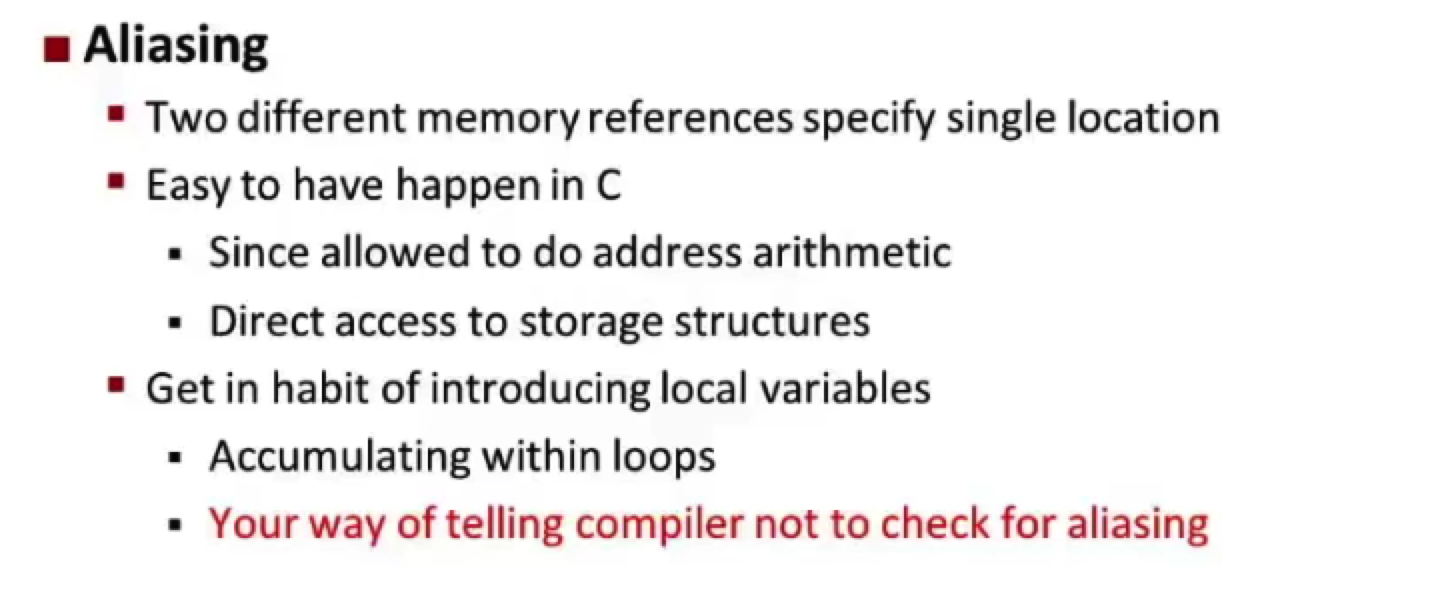 Aliasing
Two different memory references specify single location
Easy to have happen in C
Since allowed to do address arithmetic
Direct access to storage structures
Get in habit of introducing local variables
Accumulating within loops
Your way of telling compiler not to check for aliasing